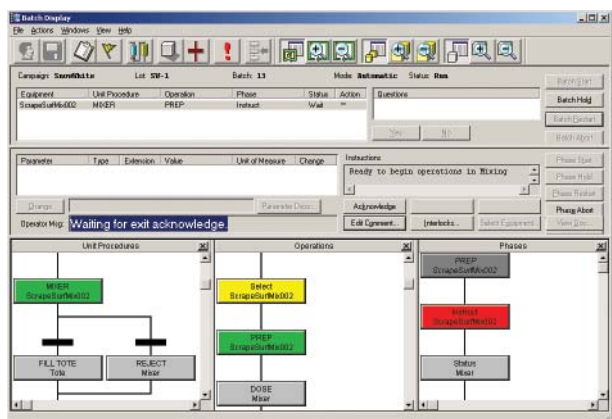 Batch Display
File Actions Windows View Help
Campaign: SnowWhite Lot: SW-1 Batch: 13 Mode: Automatic Status: Run
Equipment Unit Procedure Operation Phase Status Action Questions
ScrapeSurfMix002 MIXER PREP Instruct Wait **
Yes No
Batch Start
Batch Hold
Batch Restart
Batch Abort
Parameter Type Extension Value Unit of Measure Change Instructions
Ready to begin operations in Mixing
Change Parameter Acknowledge
Operator Msg: Waiting for exit acknowledge.
Edit Comment... Interlocks... Select Equipment...
Phase Start
Phase Hold
Phase Restart
Phase Abort
View
Unit Procedures
MIXER
ScrapeSurfMix002
FILL TOTE
Tote
REJECT
Mixer
Operations
Select
ScrapeSurfMix002
PREP
ScrapeSurfMix002
DOSE
Mixer
Phases
PREP
ScrapeSurfMix002
Instruct
ScrapeSurfMix002
Status
Mixer